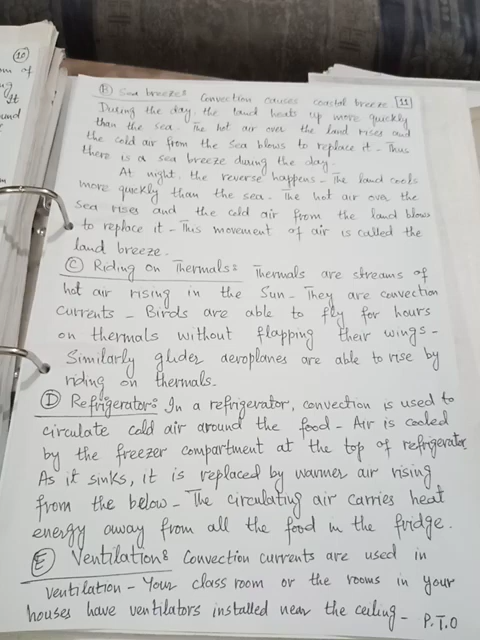 10
m of
ng
It
ound
(B) Sea breeze: Convection causes coastal breeze 11
During the day, the land heats up more quickly
than the sea. The hot air over the land rises and
the cold air from the sea blows to replace it - Thus
there is a sea breeze during the day.
At night, the reverse happens - The land cools
more quickly than the sea. The hot air over the
sea rises and the cold air from the land blows
to replace it - This movement of air is called the
land breeze.
(C) Riding on Thermals: Thermals are streams of
hot air rising in the Sun - They are convection
currents - Birds are able to fly for hours
on thermals without flapping their wings -
Similarly glider aeroplanes are able to rise by
riding on thermals.
(D) Refrigerator: In a refrigerator, convection is used to
circulate cold air around the food - Air is cooled
by the freezer compartment at the top of refrigerator
As it sinks, it is replaced by warmer air rising
from the below - The circulating air carries heat
energy away from all the food in the fridge.
(E) Ventilation: Convection currents are used in
ventilation - Your class room or the rooms in your
houses have ventilators installed near the ceiling - P.T.O